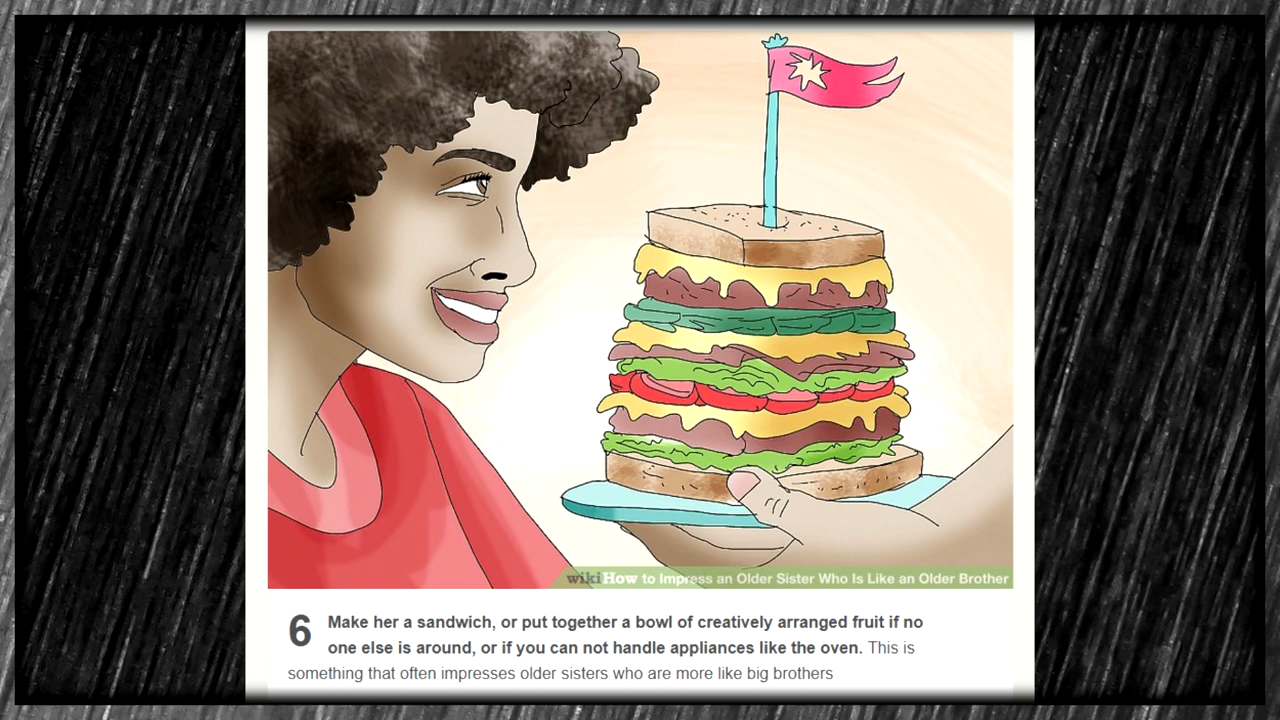 wikiHow to Impress an Older Sister Who Is Like an Older Brother
6 Make her a sandwich, or put together a bowl of creatively arranged fruit if no
one else is around, or if you can not handle appliances like the oven. This is
something that often impresses older sisters who are more like big brothers